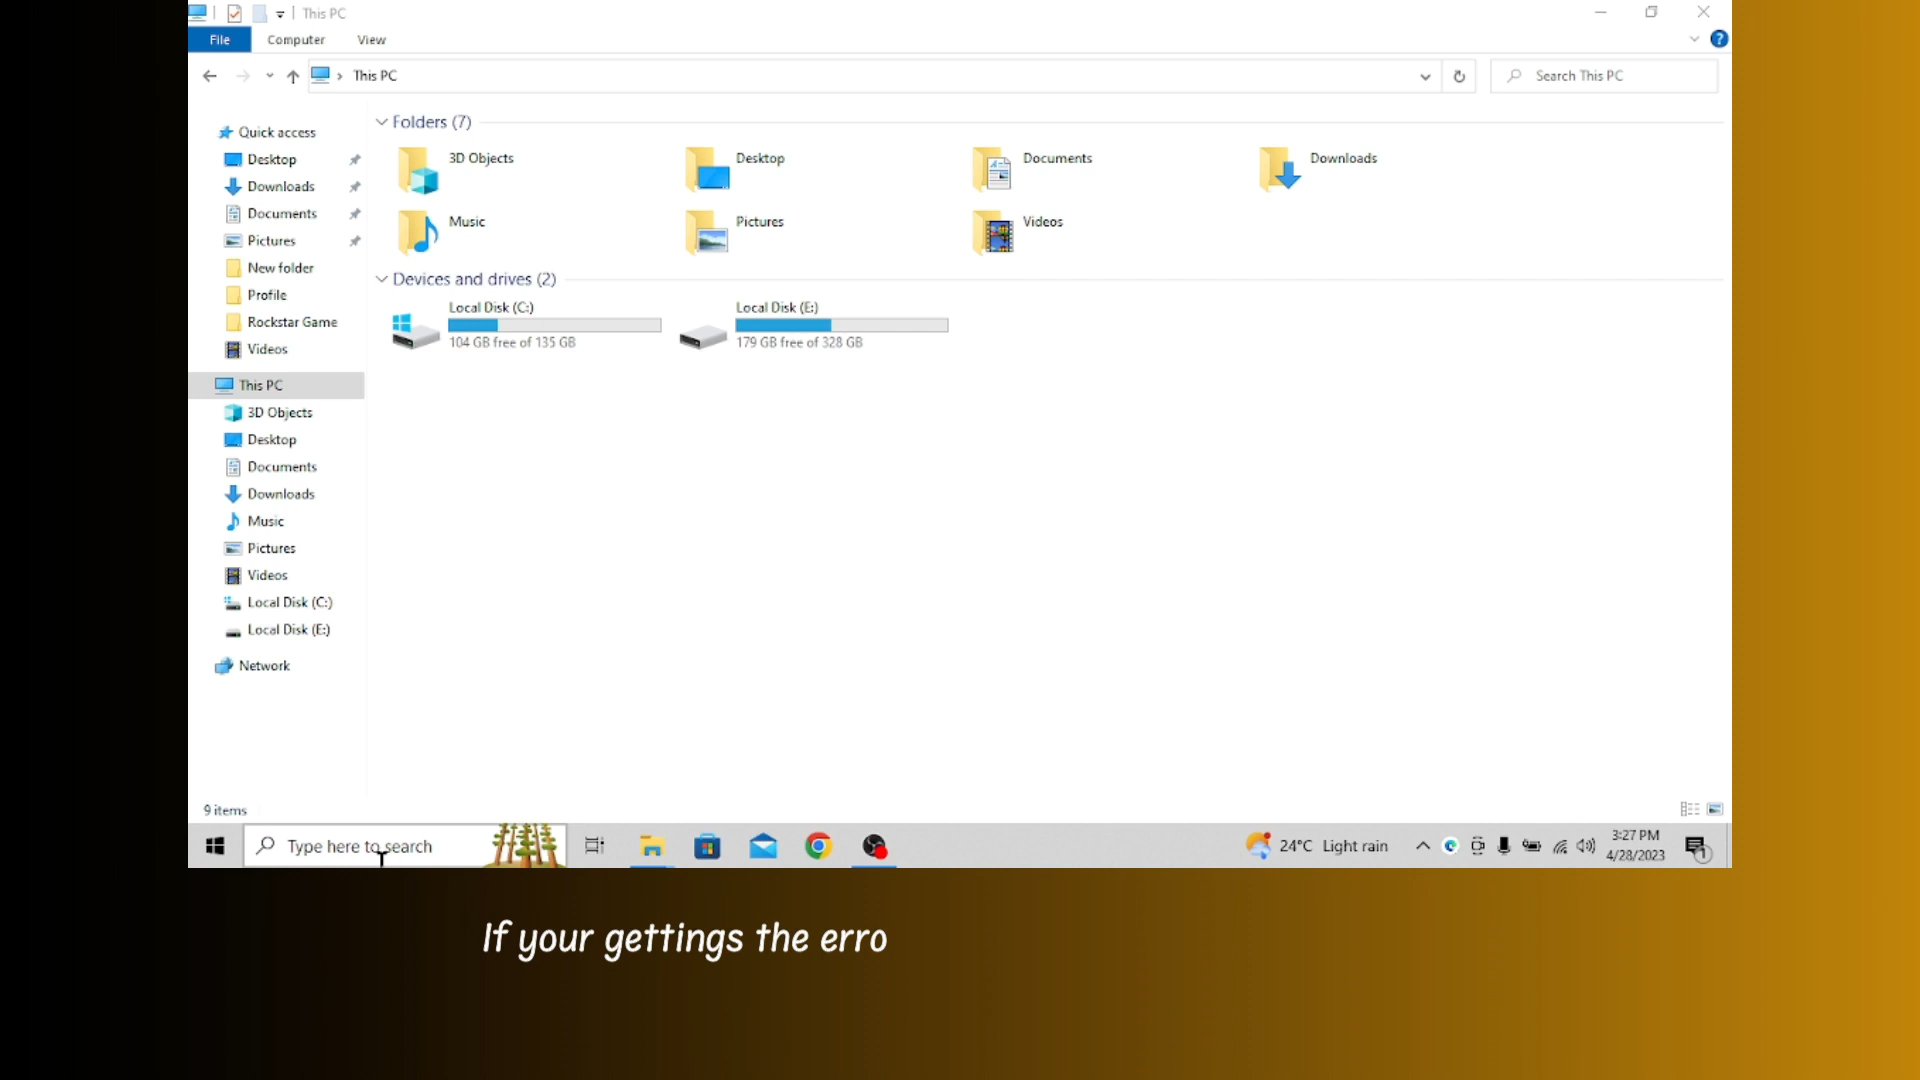 This PC
File Computer View
This PC
Search This PC
Quick access
Desktop
Downloads
Documents
Pictures
New folder
Profile
Rockstar Game
Videos
This PC
3D Objects
Desktop
Documents
Downloads
Music
Pictures
Videos
Local Disk (C:)
Local Disk (E:)
Network
Folders (7)
3D Objects
Desktop
Documents
Downloads
Music
Pictures
Videos
Devices and drives (2)
Local Disk (C:)
104 GB free of 135 GB
Local Disk (E:)
179 GB free of 328 GB
9 items
Type here to search
24°C Light rain
3:27 PM
4/28/2023
1
If your gettings the erro